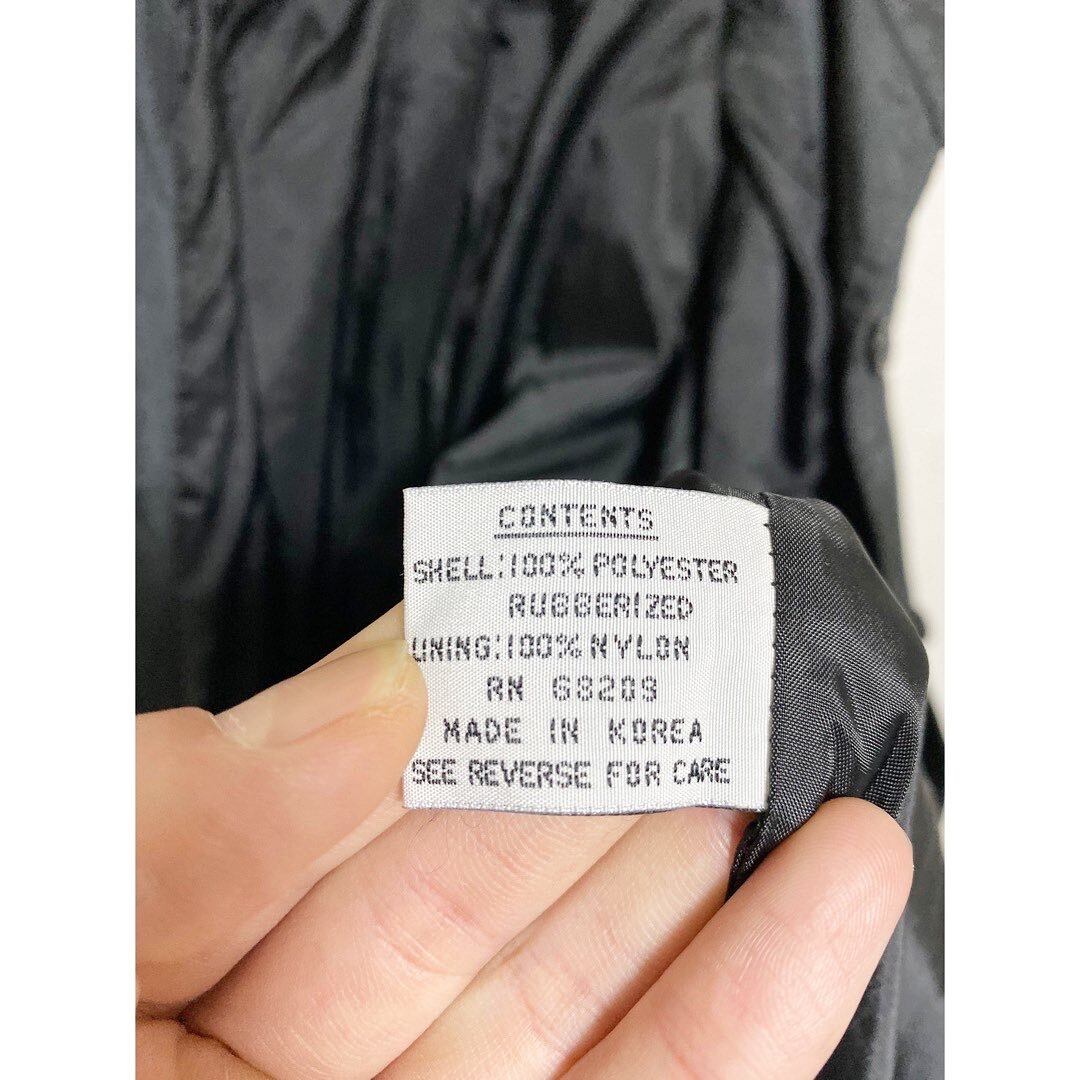 CONTENTS
SHELL:100% POLYESTER
RUBBERIZED
LINING:100% NYLON
RN 68209
MADE IN KOREA
SEE REVERSE FOR CARE